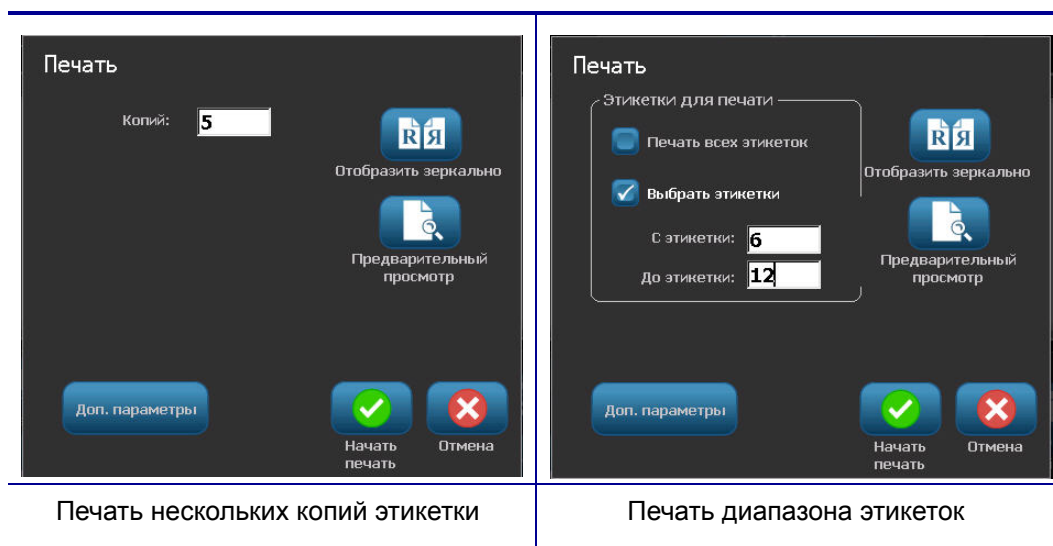 Печать
Копий: 5
R Я
Отобразить зеркально
Предварительный
просмотр
Доп. параметры
Начать
печать
Отмена
Печать нескольких копий этикетки
Печать
Этикетки для печати
Печать всех этикеток
Выбрать этикетки
С этикетки: 6
До этикетки: 12
R Я
Отобразить зеркально
Предварительный
просмотр
Доп. параметры
Начать
печать
Отмена
Печать диапазона этикеток